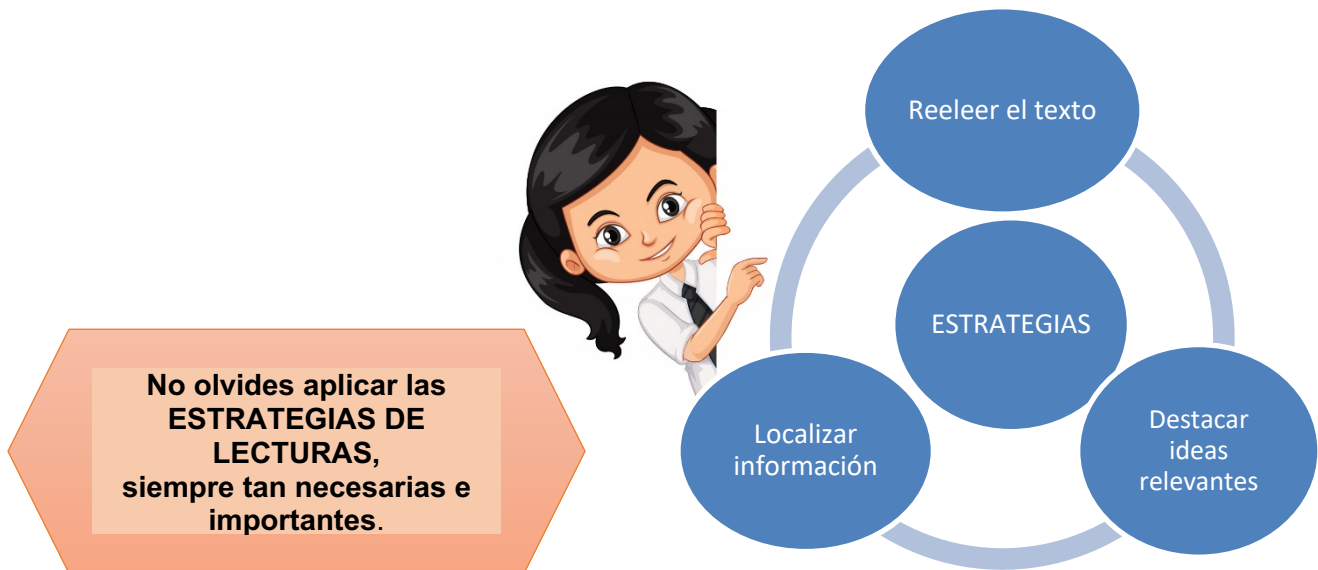 Reeleer el texto
ESTRATEGIAS
Localizar
información
Destacar
ideas
relevantes
No olvides aplicar las
ESTRATEGIAS DE
LECTURAS,
siempre tan necesarias e
importantes.